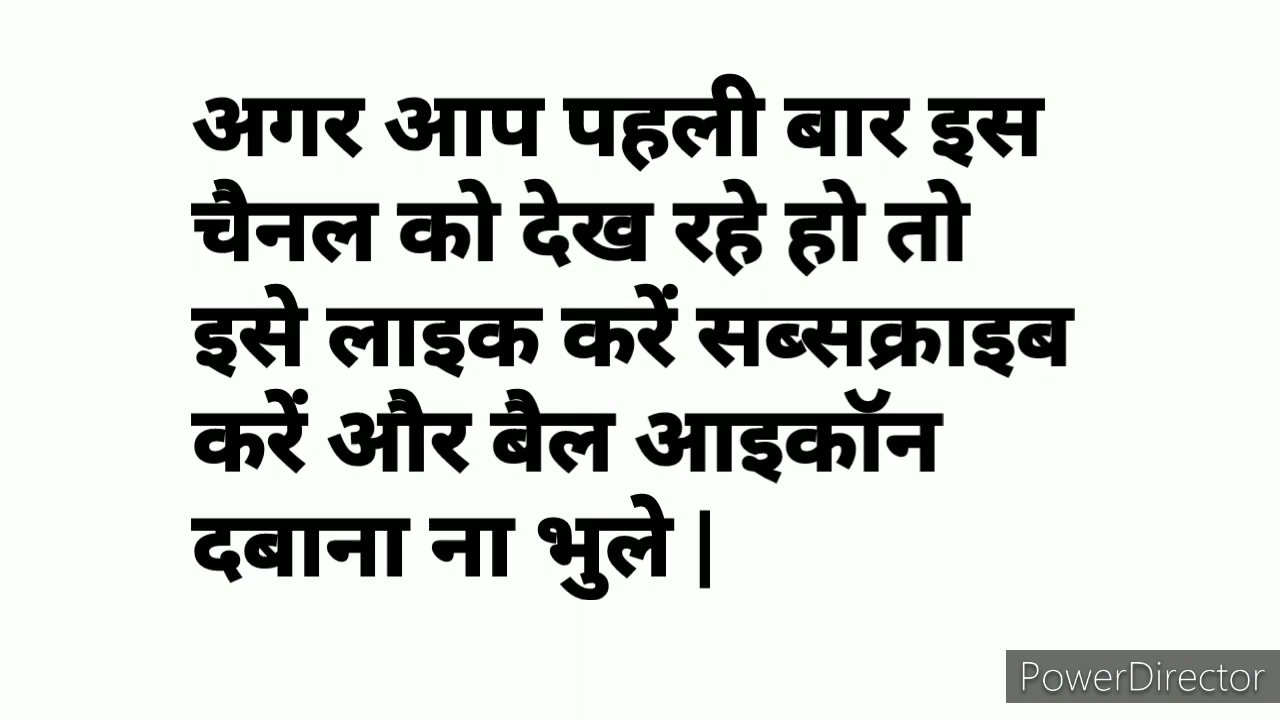 अगर आप पहली बार इस
चैनल को देख रहे हो तो
इसे लाइक करें सब्सक्राइब
करें और बैल आइकॉन
दबाना ना भुले |
PowerDirector